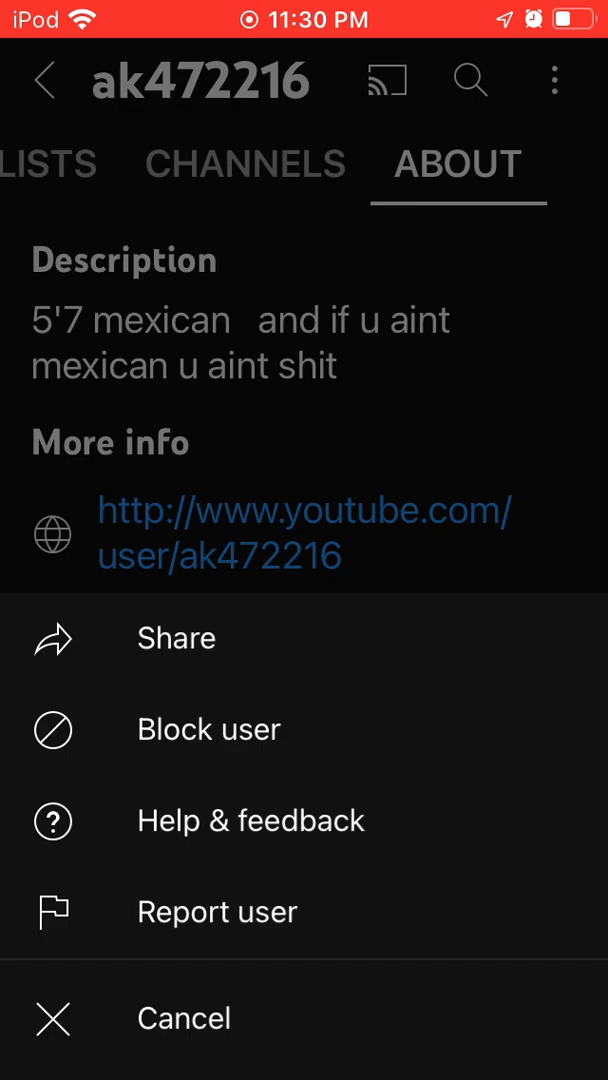 iPod 11:30 PM
ak472216
LISTS CHANNELS ABOUT
Description
5'7 mexican and if u aint
mexican u aint shit
More info
http://www.youtube.com/
user/ak472216
Share
Block user
? Help & feedback
Report user
Cancel